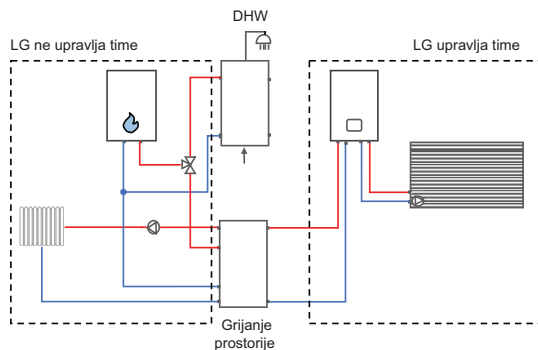 DHW
LG ne upravlja time
LG upravlja time
Grijanje
prostorije